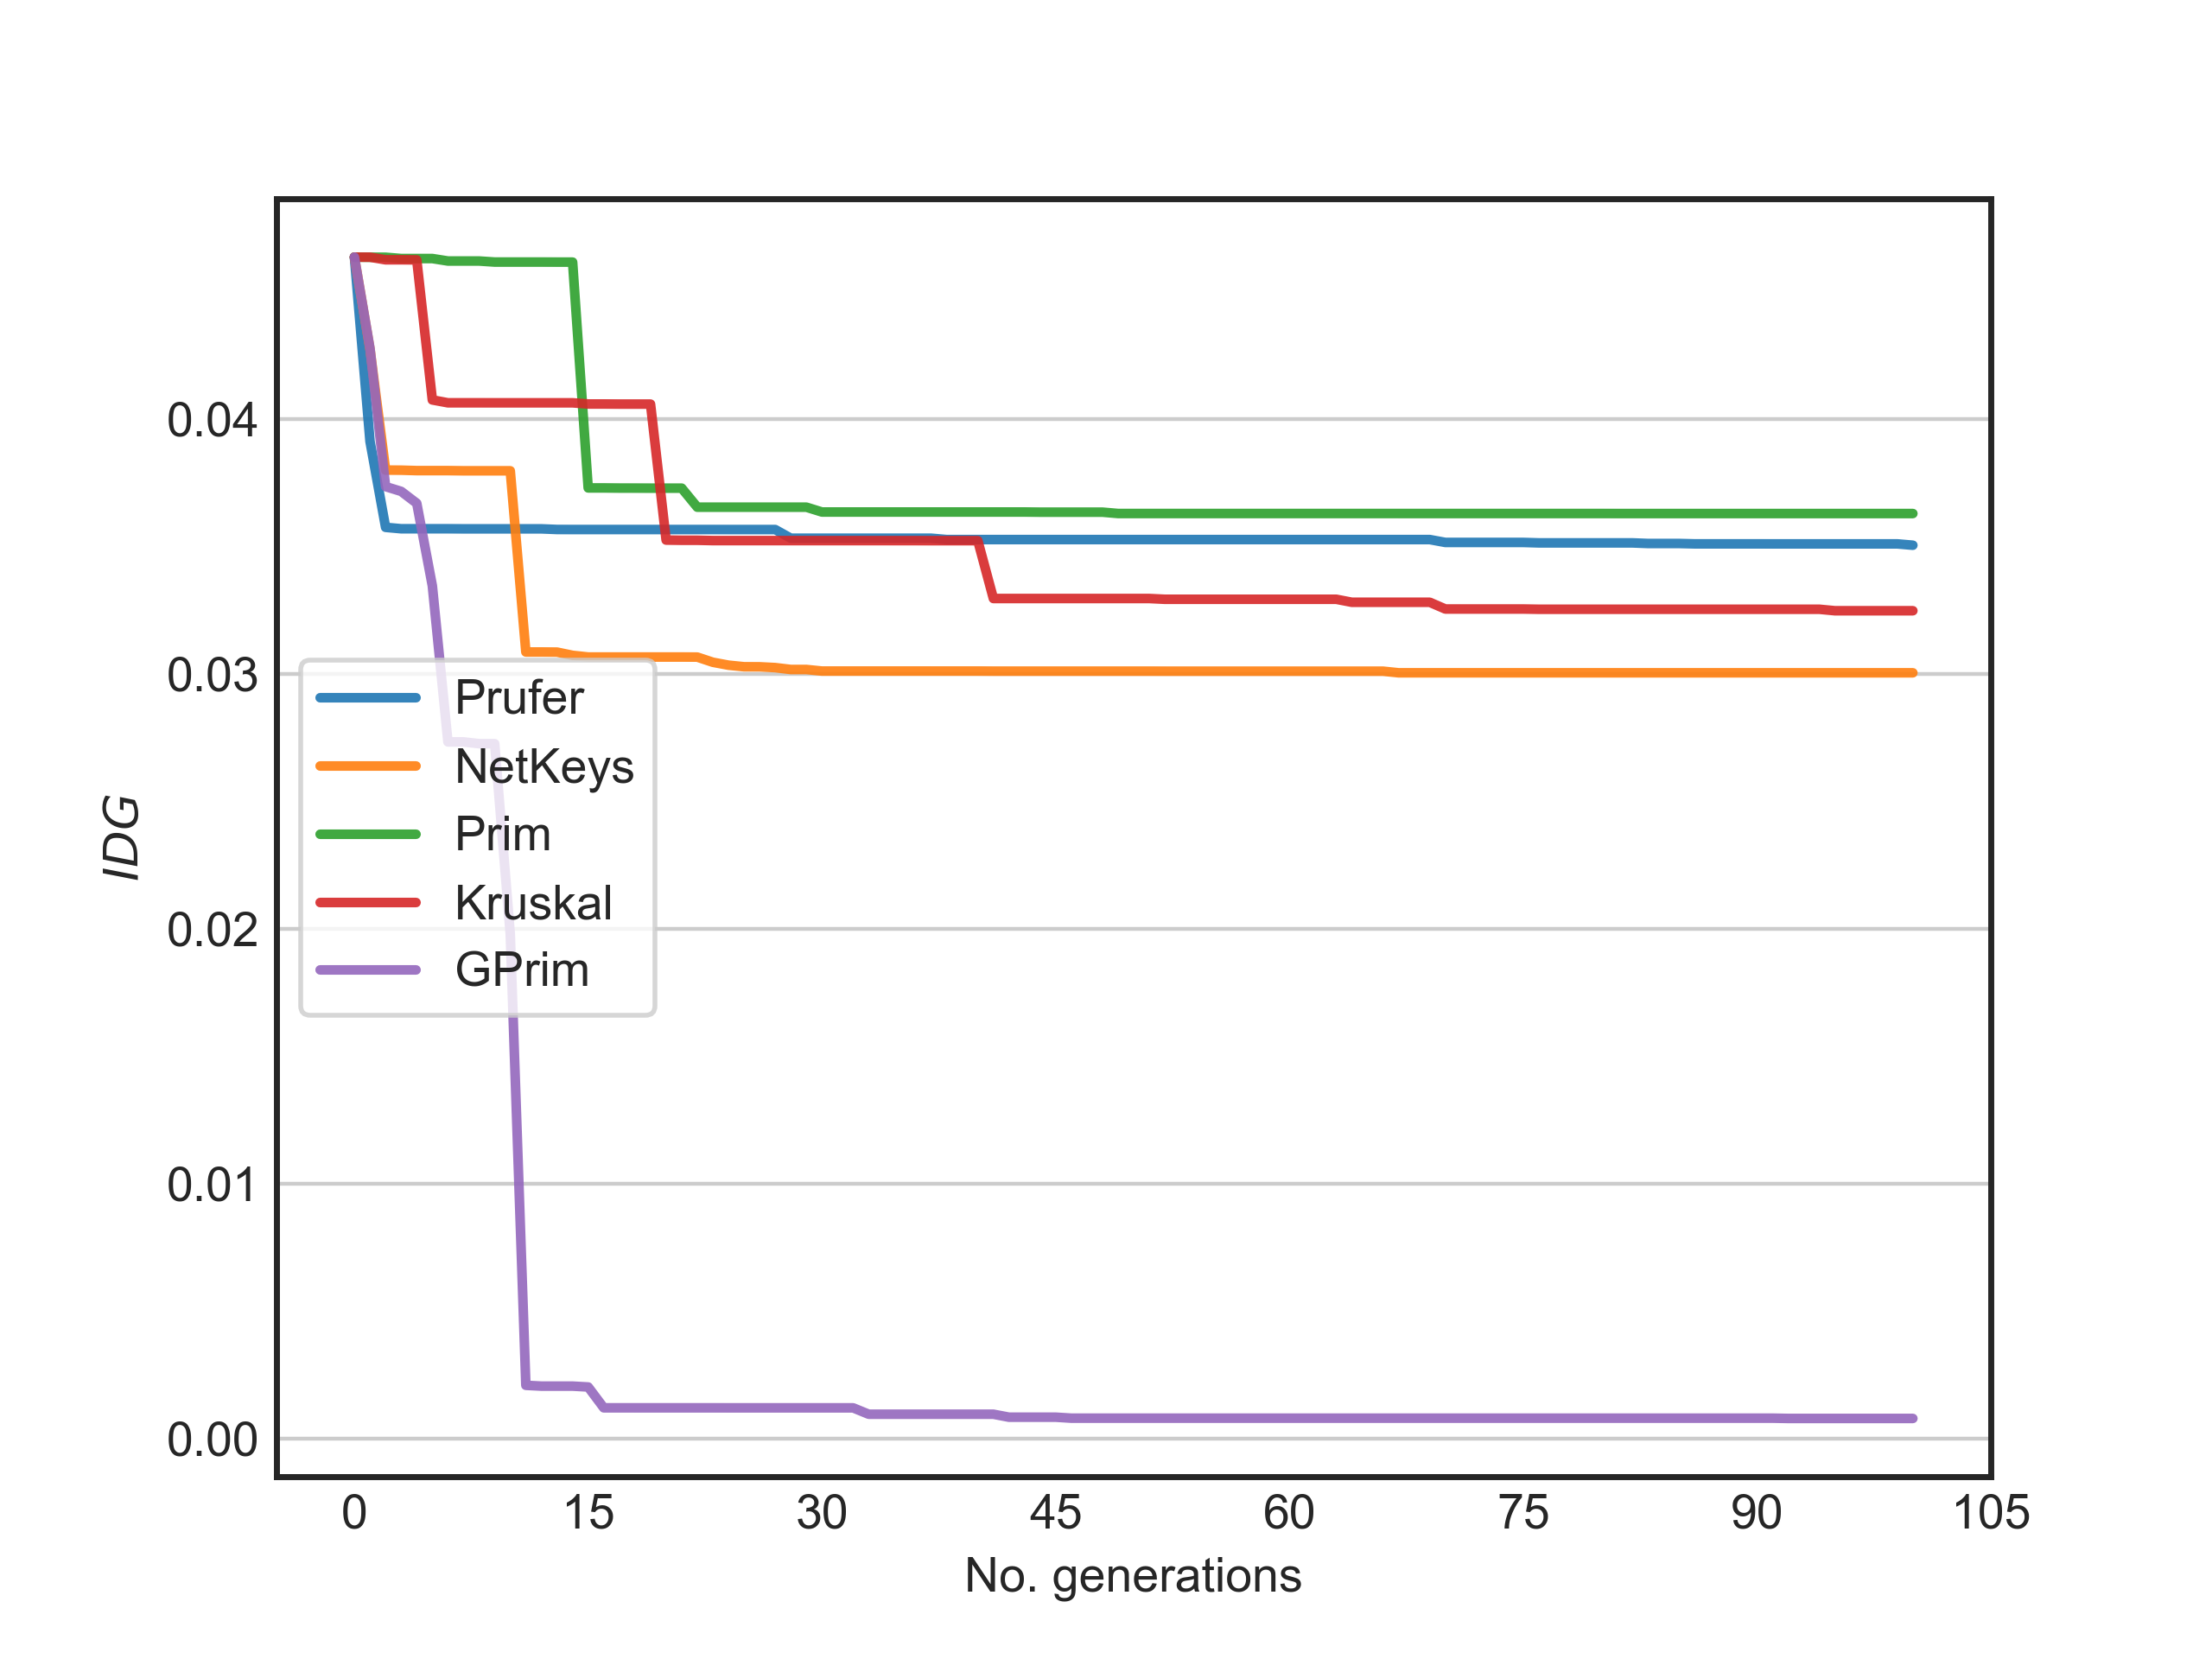 0.04
0.03
0.02
0.01
0.00
IDG
Prufer
NetKeys
Prim
Kruskal
GPrim
0 15 30 45 60 75 90 105
No. generations